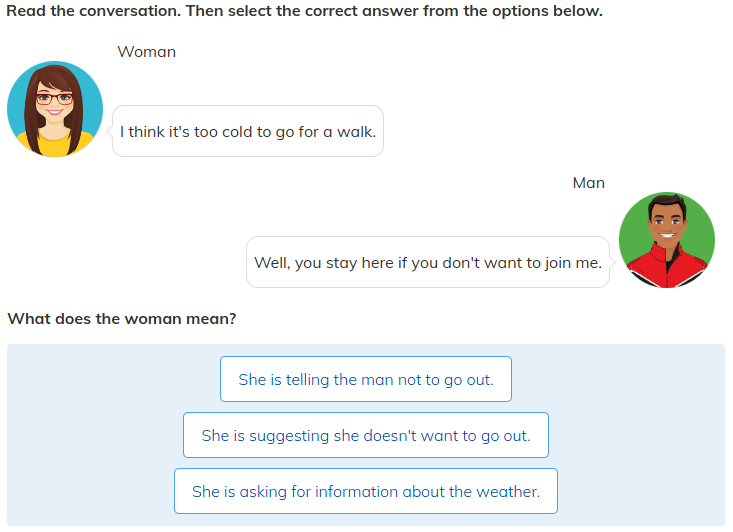 Read the conversation. Then select the correct answer from the options below.
Woman
I think it's too cold to go for a walk.
Man
Well, you stay here if you don't want to join me.
What does the woman mean?
She is telling the man not to go out.
She is suggesting she doesn't want to go out.
She is asking for information about the weather.